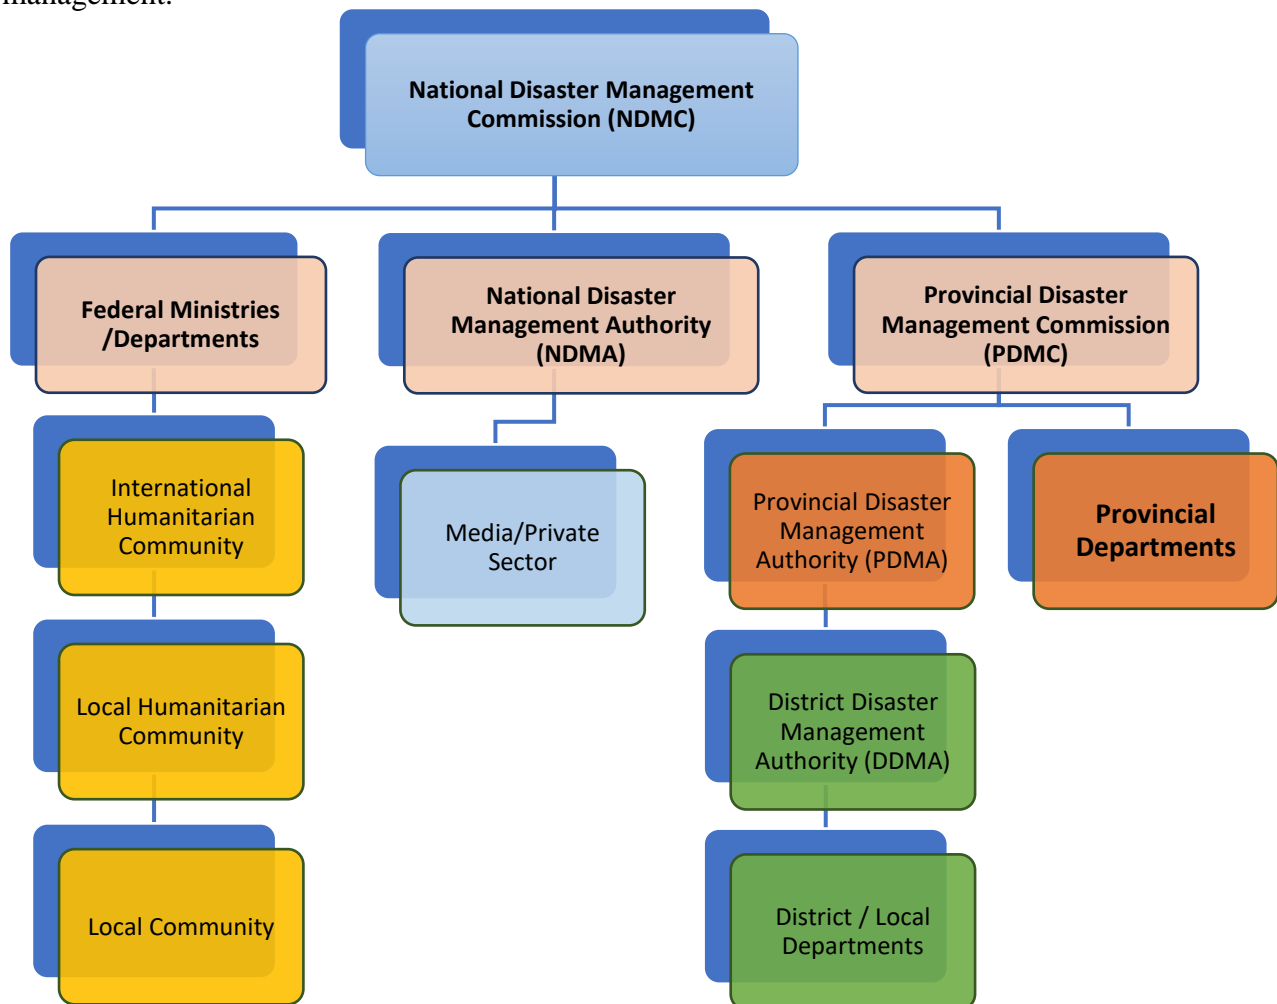 management.
National Disaster Management
Commission (NDMC)
Federal Ministries
/Departments
National Disaster
Management Authority
(NDMA)
Provincial Disaster
Management Commission
(PDMC)
International
Humanitarian
Community
Media/Private
Sector
Provincial Disaster
Management
Authority (PDMA)
Provincial
Departments
Local Humanitarian
Community
District Disaster
Management
Authority (DDMA)
Local Community
District / Local
Departments